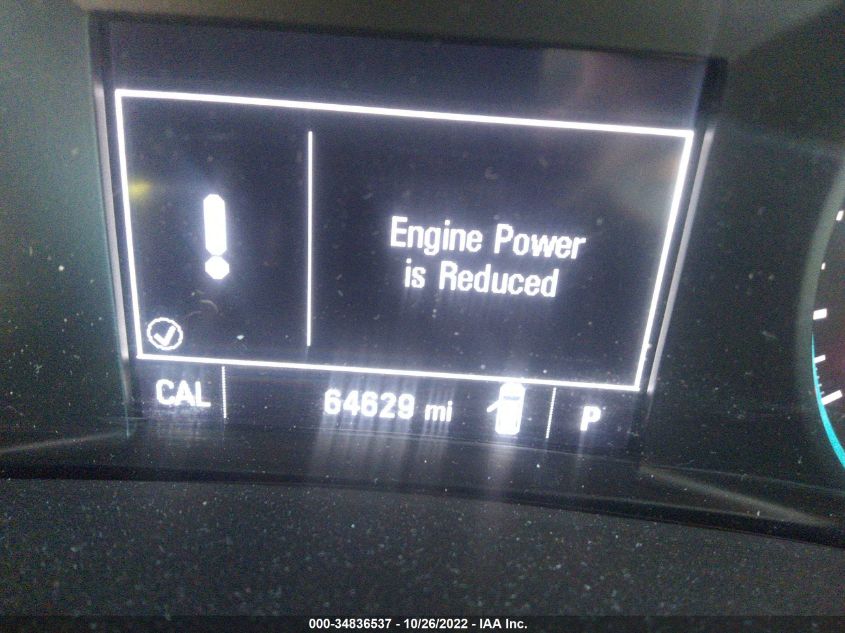 Engine Power
is Reduced
CAL 64629 mi P
000-34836537 - 10/26/2022 - IAA Inc.